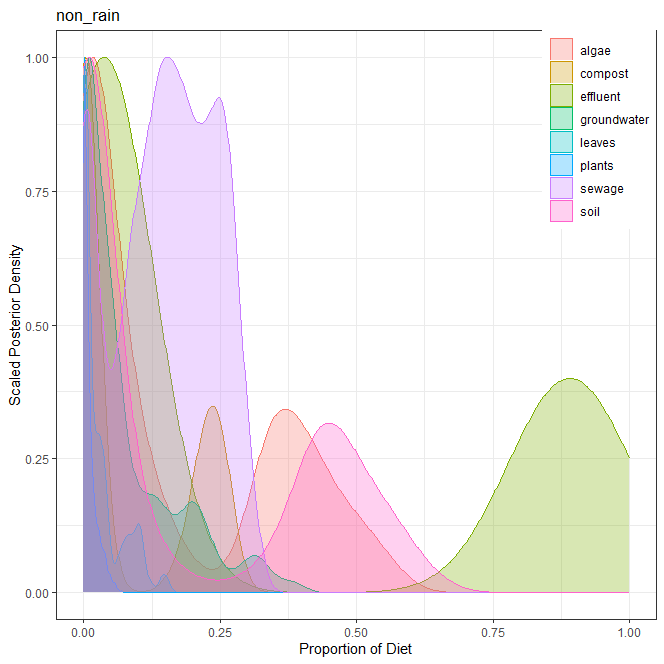 non_rain
algae
compost
effluent
groundwater
leaves
plants
sewage
soil
Scaled Posterior Density
1.00
0.75
0.50
0.25
0.00
0.00 0.25 0.50 0.75 1.00
Proportion of Diet